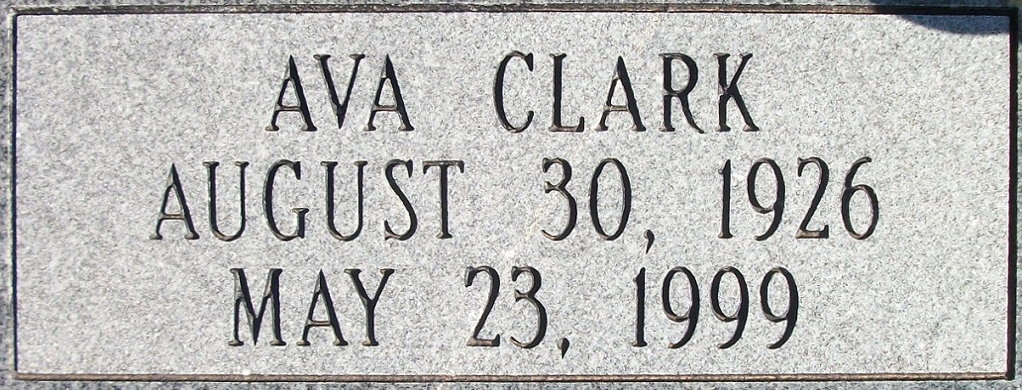 AVA CLARK
AUGUST 30, 1926
MAY 23, 1999